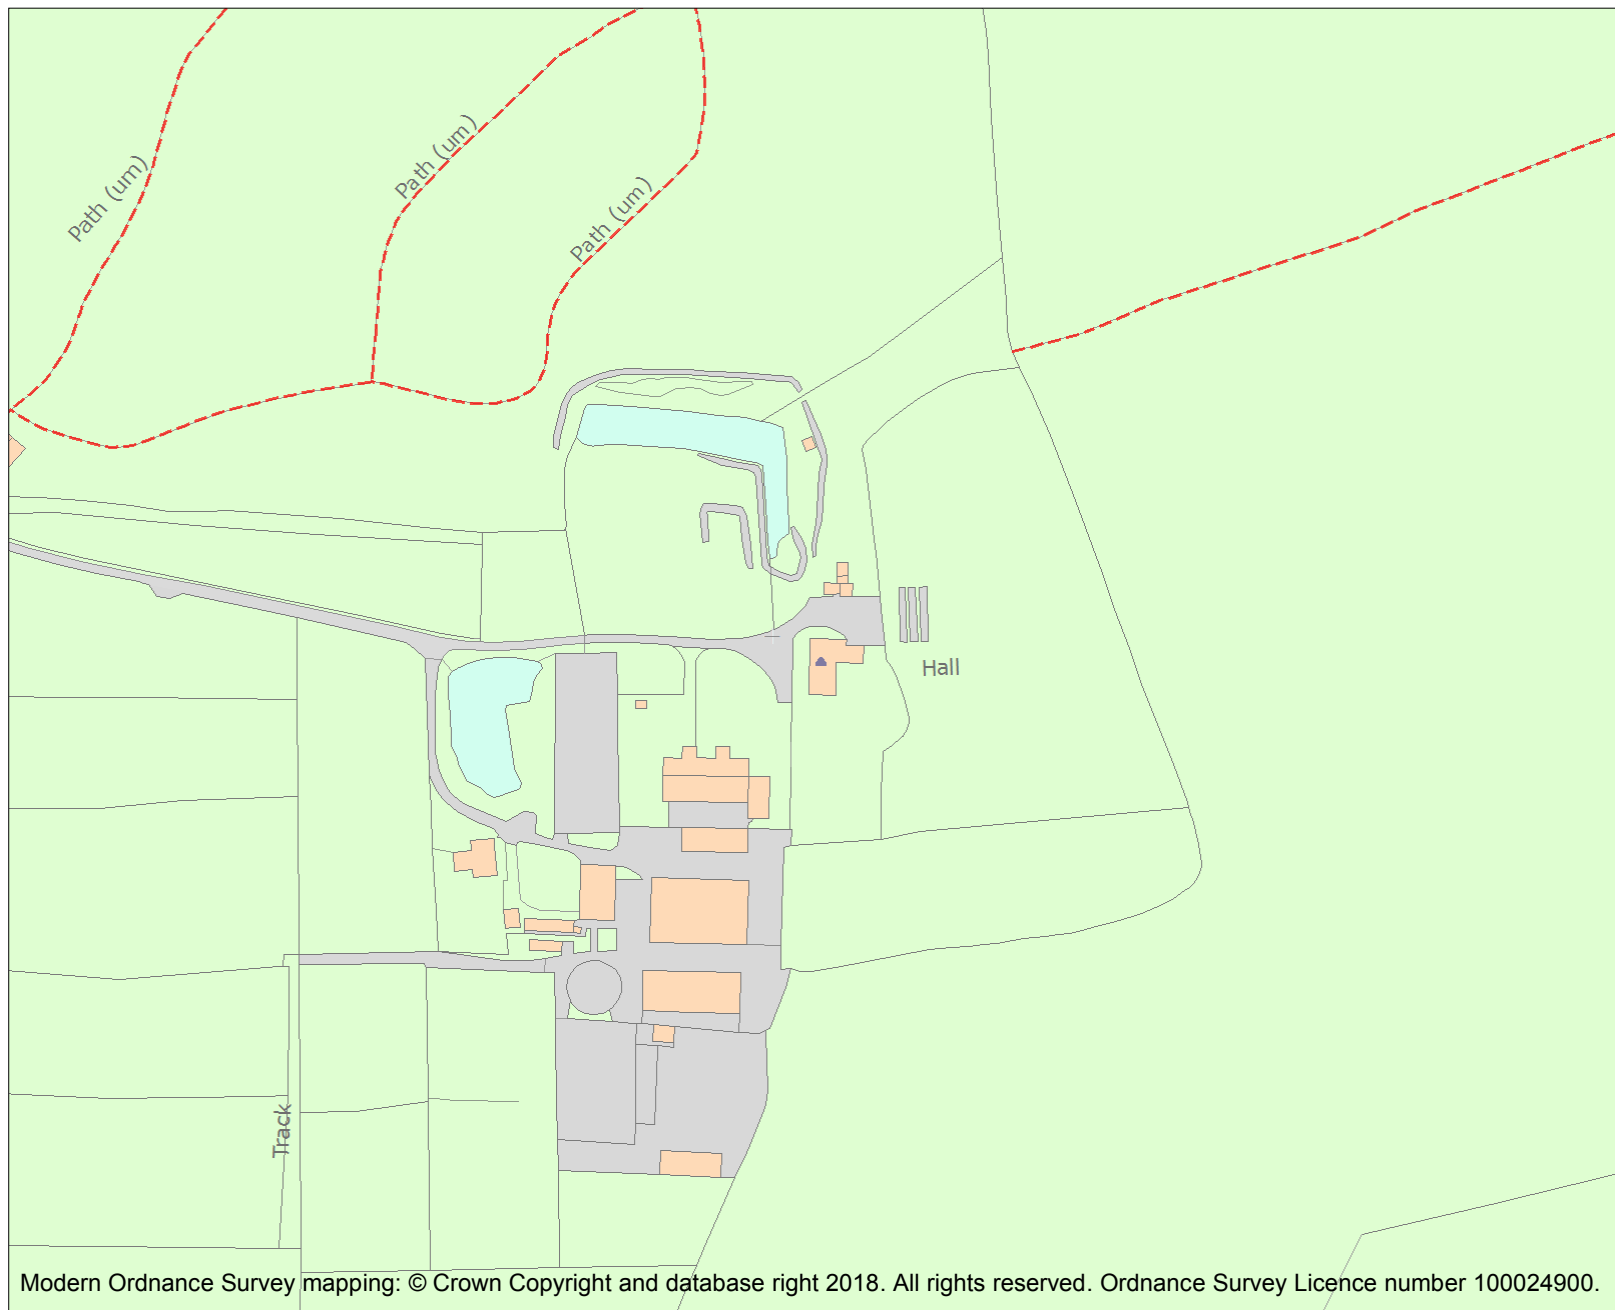 Path (um)
Path (um)
Path (um)
Hall
Track
Modern Ordnance Survey mapping: © Crown Copyright and database right 2018. All rights reserved. Ordnance Survey Licence number 100024900.